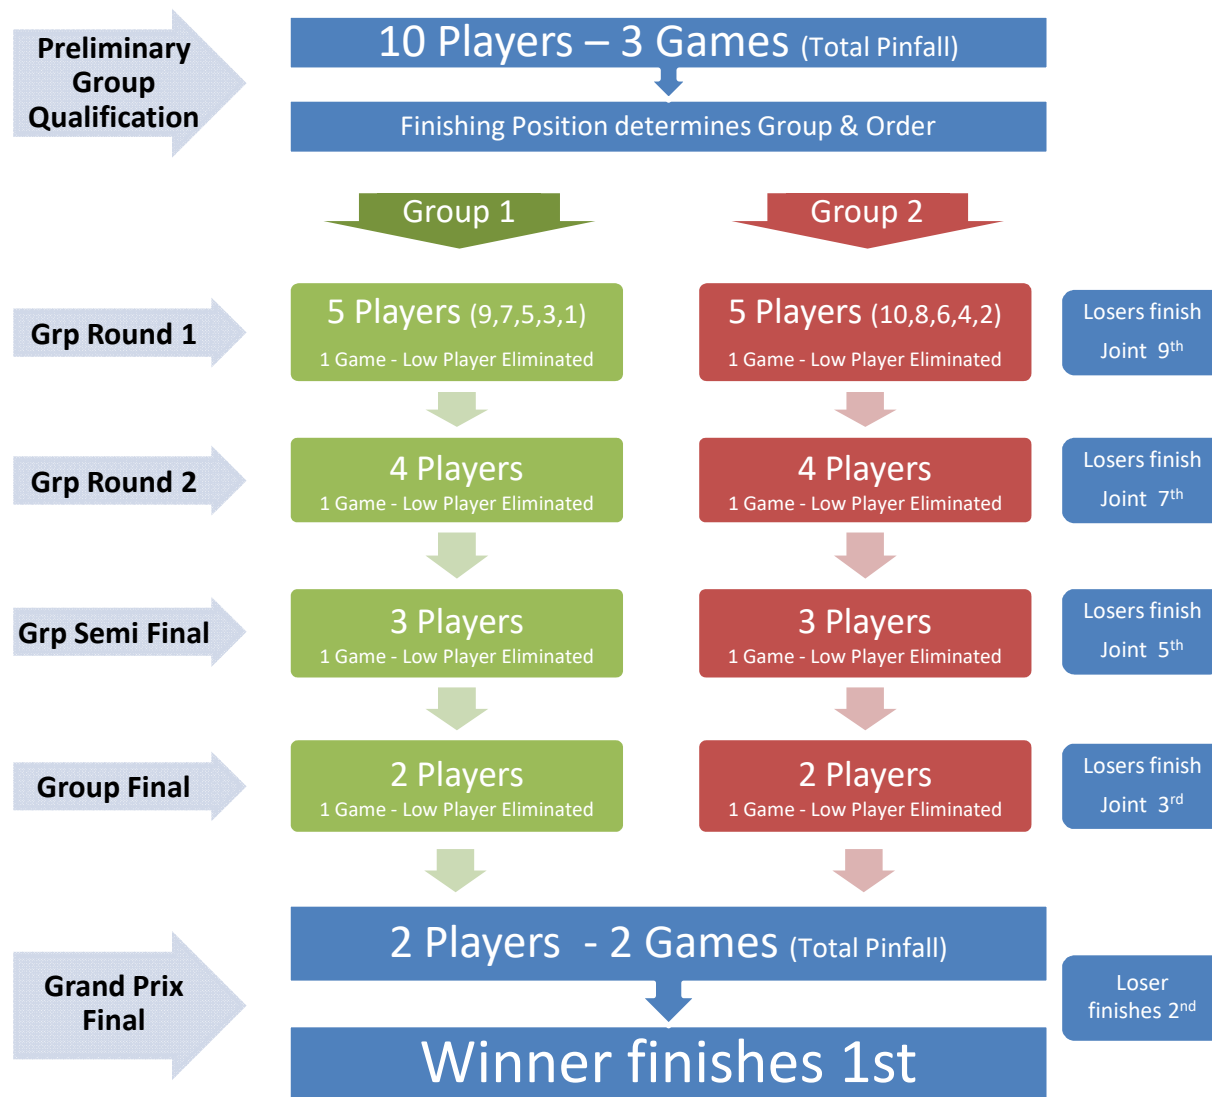 Preliminary
Group
Qualification
10 Players – 3 Games (Total Pinfall)
Finishing Position determines Group & Order
Group 1
Group 2
Grp Round 1
5 Players (9,7,5,3,1)
1 Game - Low Player Eliminated
5 Players (10,8,6,4,2)
1 Game - Low Player Eliminated
Losers finish
Joint 9th
Grp Round 2
4 Players
1 Game - Low Player Eliminated
4 Players
1 Game - Low Player Eliminated
Losers finish
Joint 7th
Grp Semi Final
3 Players
1 Game - Low Player Eliminated
3 Players
1 Game - Low Player Eliminated
Losers finish
Joint 5th
Group Final
2 Players
1 Game - Low Player Eliminated
2 Players
1 Game - Low Player Eliminated
Losers finish
Joint 3rd
Grand Prix
Final
2 Players - 2 Games (Total Pinfall)
Winner finishes 1st
Loser
finishes 2nd